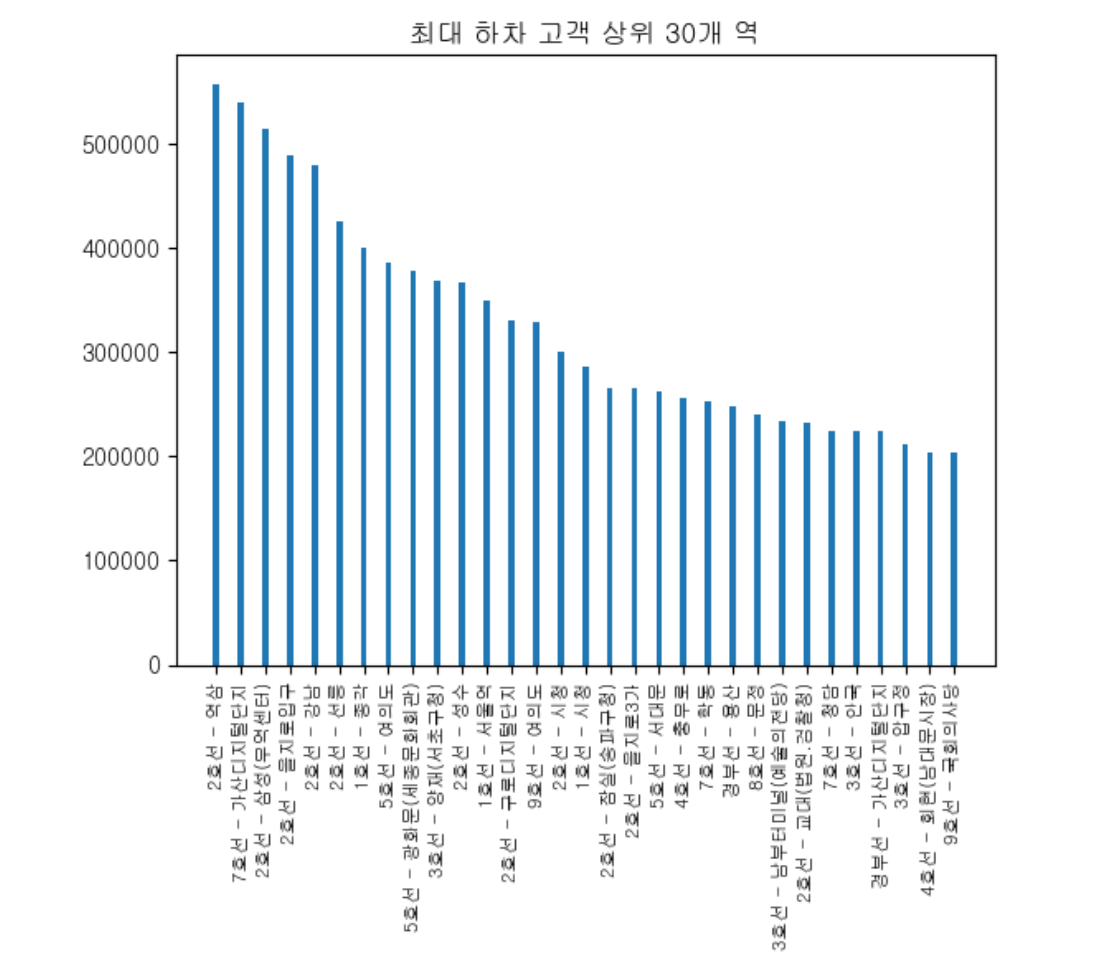 최대 하차 고객 상위 30개 역
500000
400000
300000
200000
100000
0
2호선 - 역삼
7호선 - 가산디지털단지
2호선 - 삼성(무역센터)
2호선 - 을지로입구
2호선 - 강남
2호선 - 선릉
1호선 - 종각
5호선 - 여의도
5호선 - 광화문(세종문화회관)
3호선 - 양재(서초구청)
2호선 - 성수
1호선 - 서울역
2호선 - 구로디지털단지
9호선 - 여의도
2호선 - 시청
1호선 - 시청
2호선 - 잠실(송파구청)
2호선 - 을지로3가
5호선 - 서대문
4호선 - 충무로
7호선 - 학동
경부선 - 용산
8호선 - 문정
3호선 - 남부터미널(예술의전당)
2호선 - 교대(법원.검찰청)
7호선 - 청담
3호선 - 안국
경부선 - 가산디지털단지
3호선 - 압구정
4호선 - 회현(남대문시장)
9호선 - 국회의사당